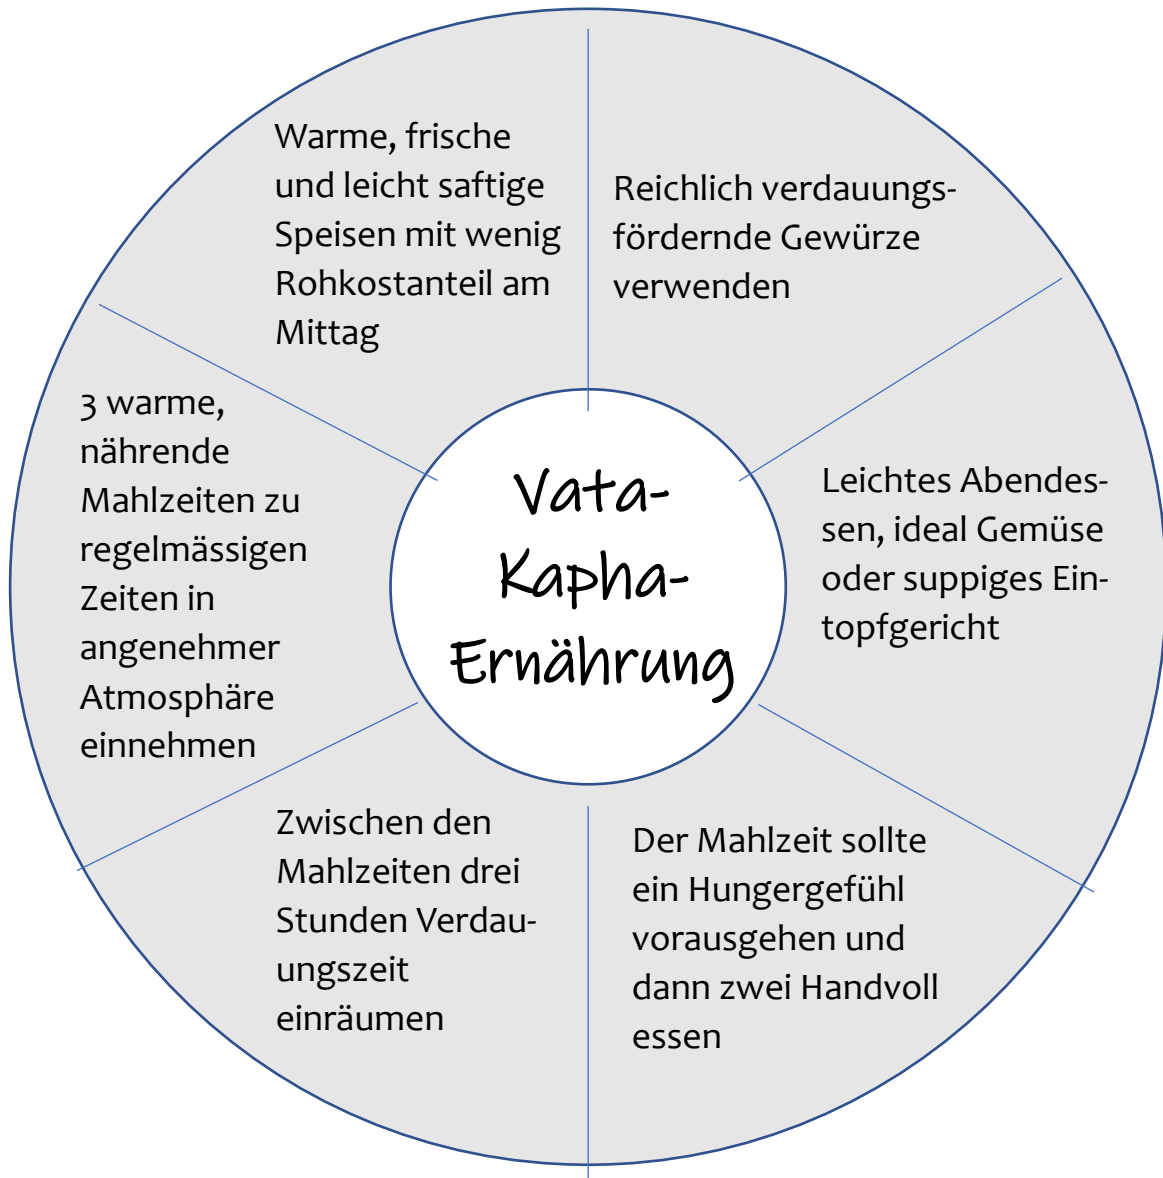 Warme, frische
und leicht saftige
Speisen mit wenig
Rohkostanteil am
Mittag
Reichlich verdauungs-
fördernde Gewürze
verwenden
3 warme,
nährende
Mahlzeiten zu
regelmässigen
Zeiten in
angenehmer
Atmosphäre
einnehmen
Vata-
Kapha-
Ernährung
Leichtes Abendes-
sen, ideal Gemüse
oder suppiges Ein-
topfgericht
Zwischen den
Mahlzeiten drei
Stunden Verdau-
ungszeit
einräumen
Der Mahlzeit sollte
ein Hungergefühl
vorausgehen und
dann zwei Handvoll
essen